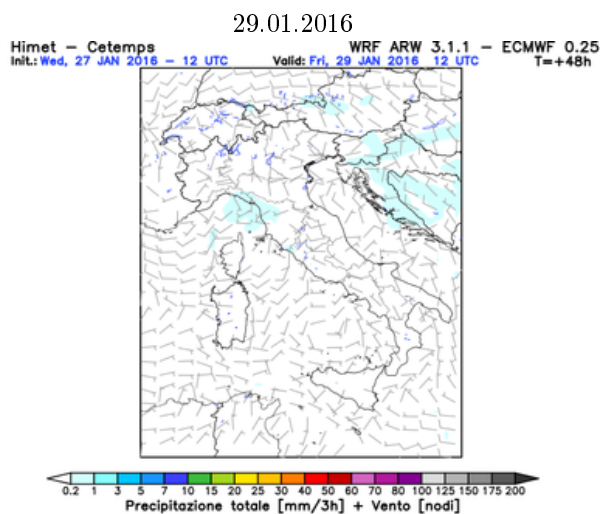 29.01.2016
Himet – Cetemps WRF ARW 3.1.1 – ECMWF 0.25
Init.: Wed, 27 JAN 2016 – 12 UTC Valid: Fri, 29 JAN 2016 12 UTC T=+48h
0.2 1 3 5 7 10 15 20 25 30 40 50 60 70 80 100 125 150 175 200
Precipitazione totale [mm/3h] + Vento [nodi]